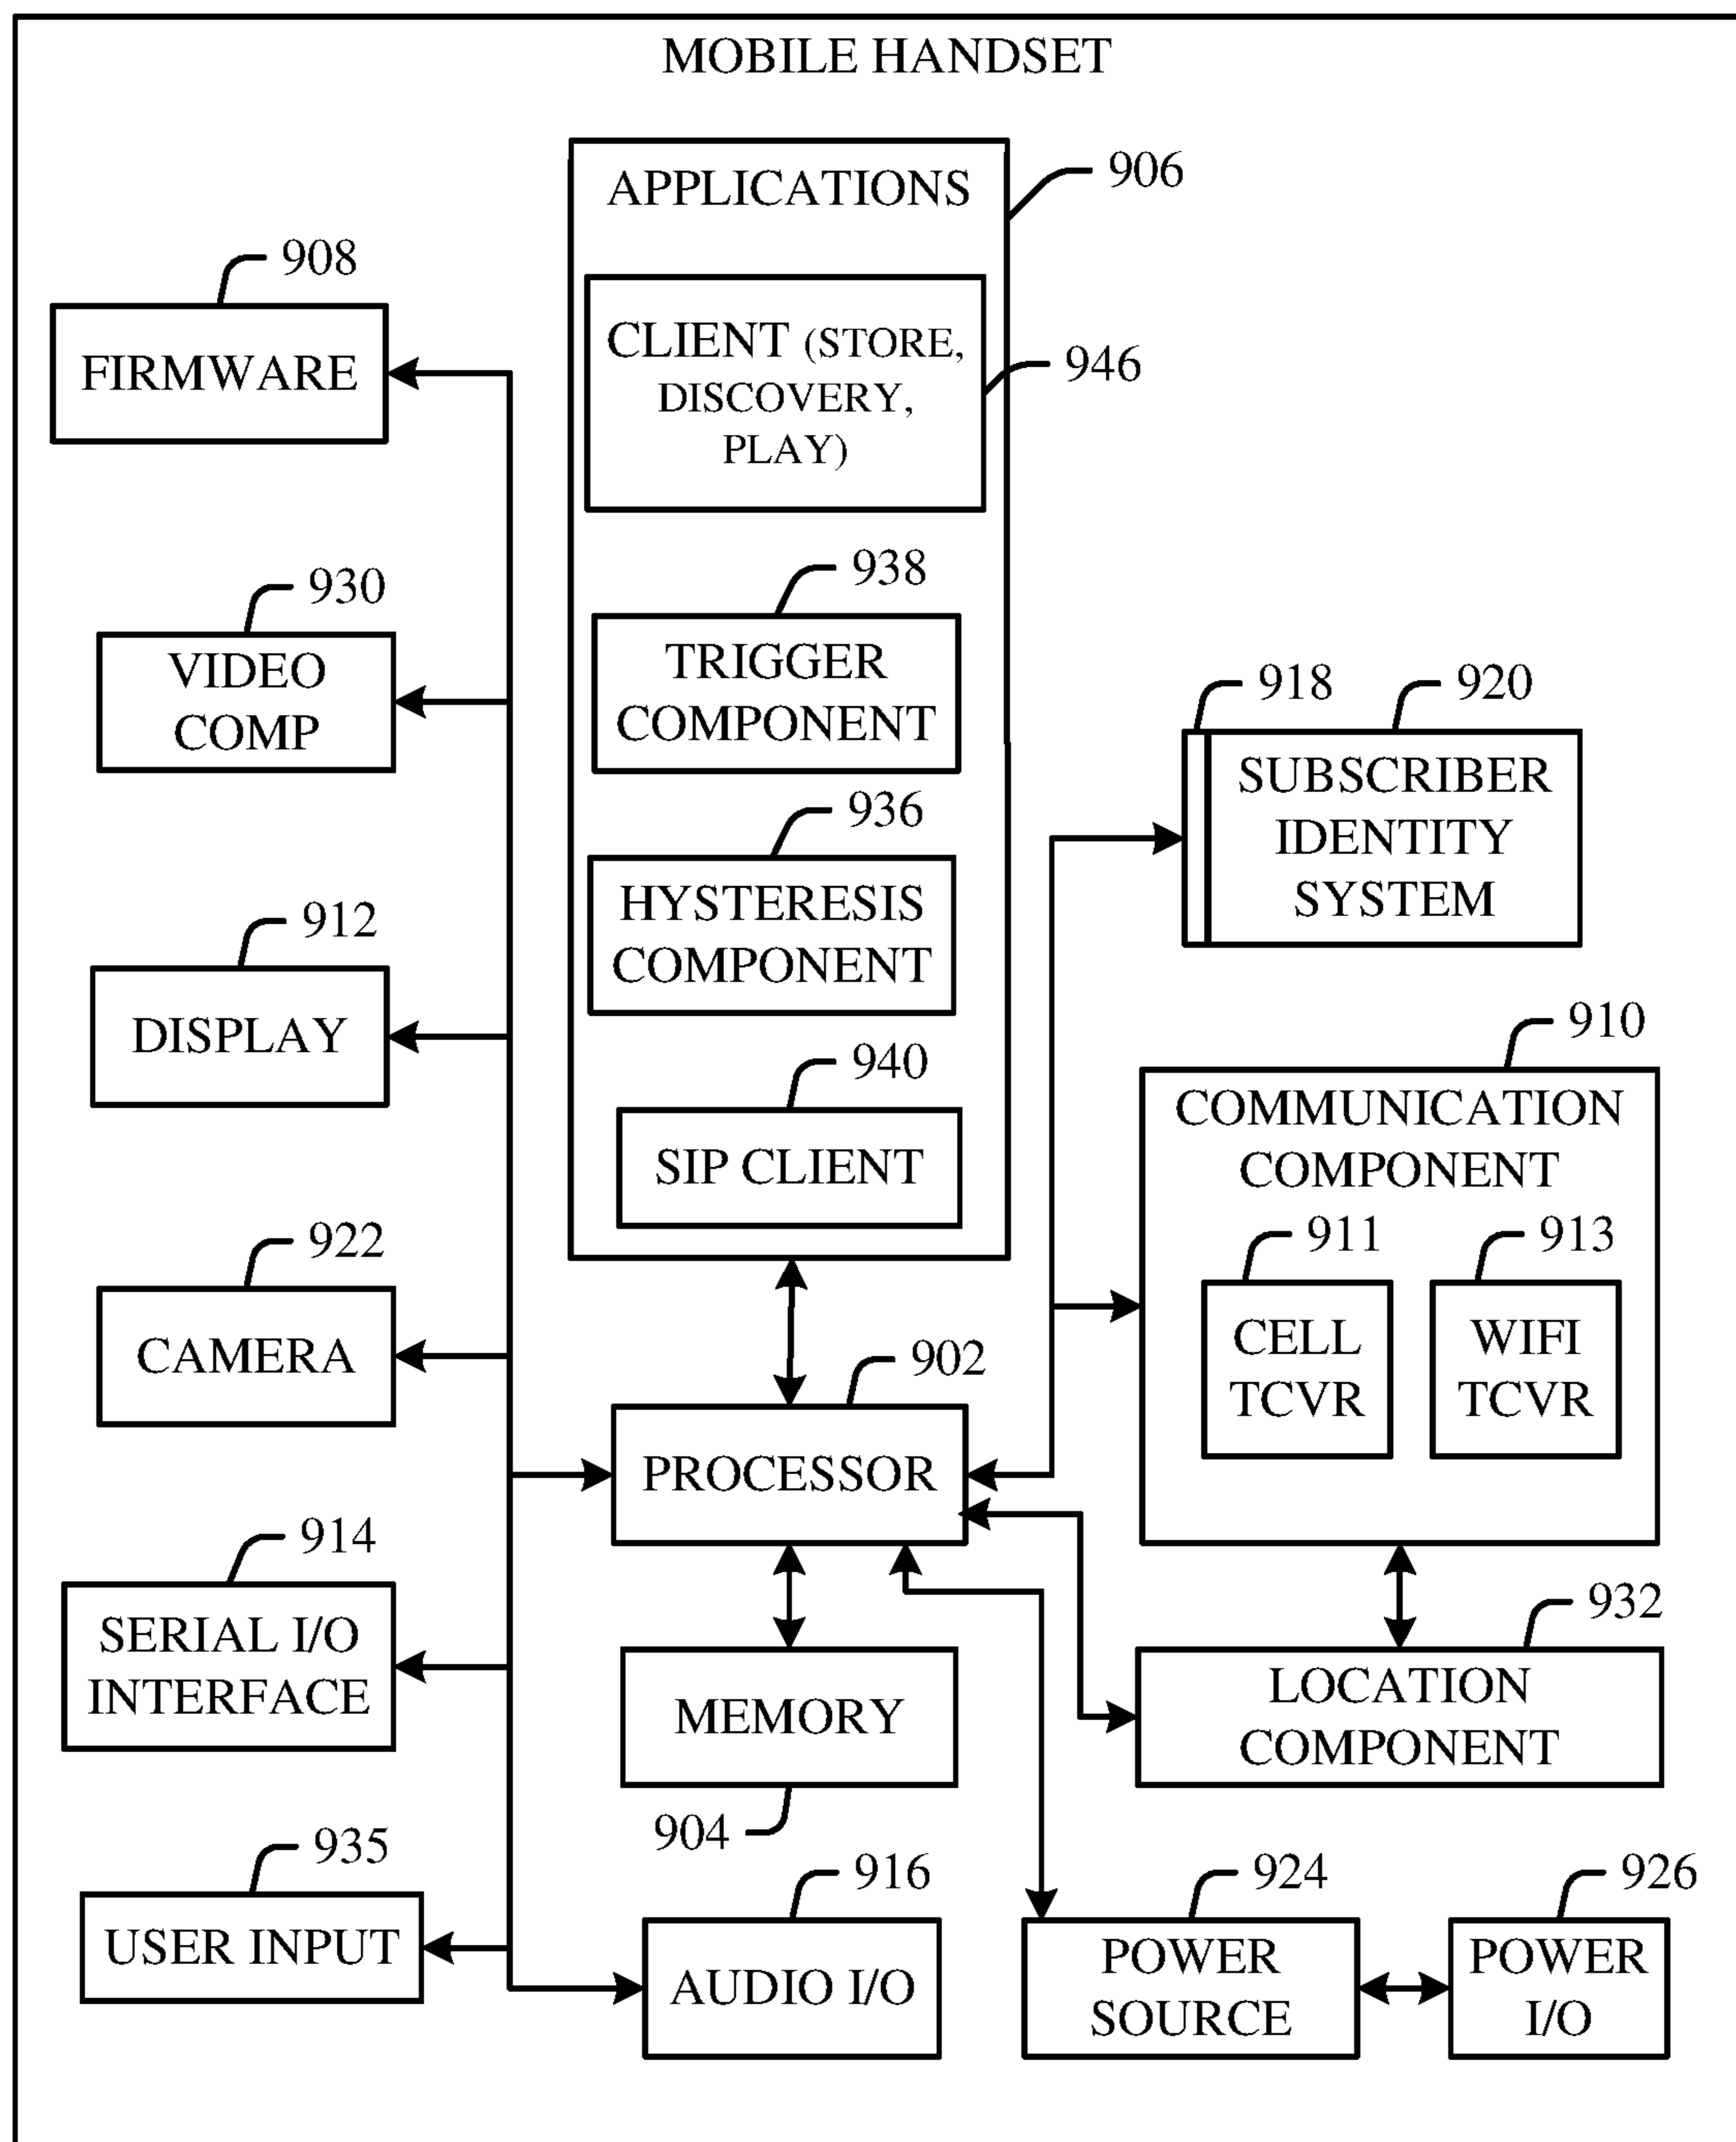 MOBILE HANDSET
906
APPLICATIONS
946
CLIENT (STORE,
DISCOVERY,
PLAY)
938
TRIGGER
COMPONENT
936
HYSTERESIS
COMPONENT
940
SIP CLIENT
908
FIRMWARE
930
VIDEO
COMP
912
DISPLAY
922
CAMERA
914
SERIAL I/O
INTERFACE
935
USER INPUT
902
PROCESSOR
MEMORY
904
916
AUDIO I/O
918
920
SUBSCRIBER
IDENTITY
SYSTEM
910
COMMUNICATION
COMPONENT
911
CELL
TCVR
913
WIFI
TCVR
932
LOCATION
COMPONENT
924
POWER
SOURCE
926
POWER
I/O